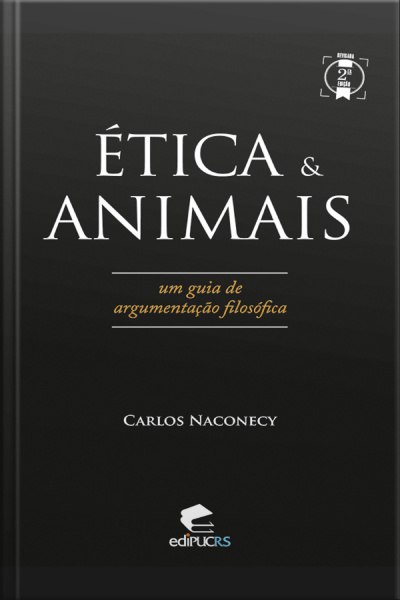 REVISADA
2ª
EDIÇÃO
ÉTICA &
ANIMAIS
um guia de
argumentação filosófica
CARLOS NACONECY
ediPUCRS